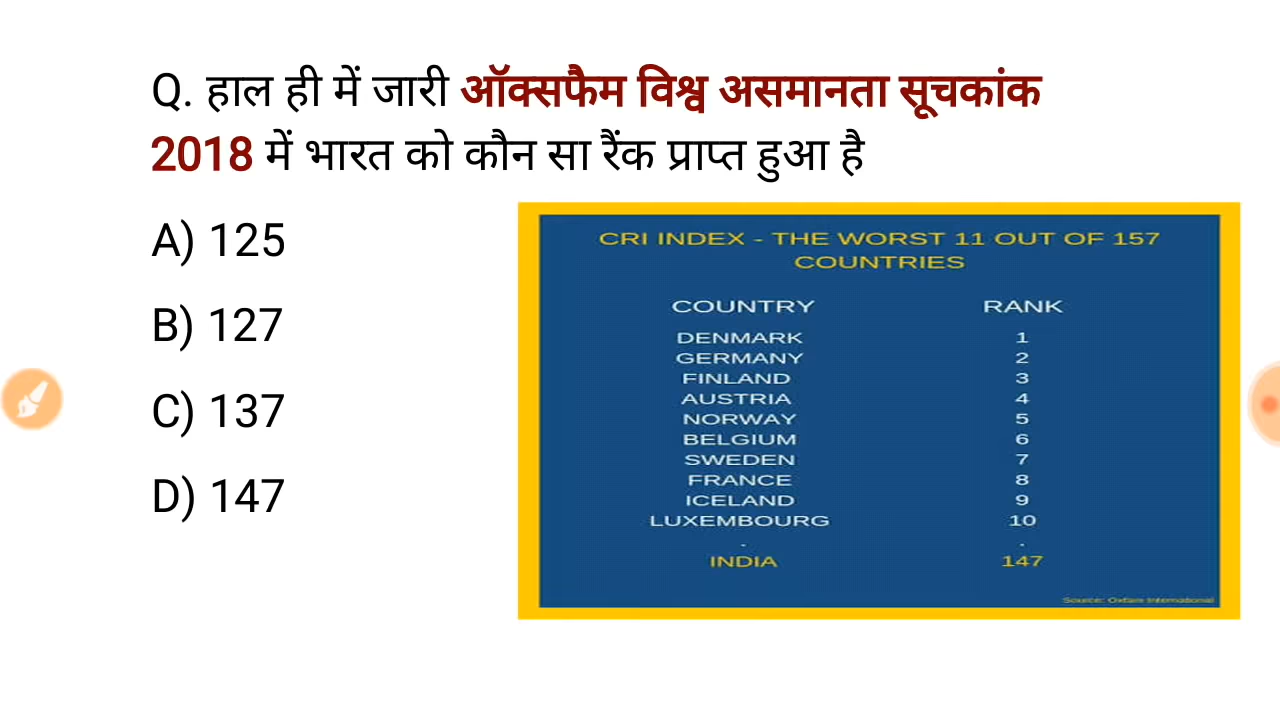 Q. हाल ही में जारी ऑक्सफैम विश्व असमानता सूचकांक
2018 में भारत को कौन सा रैंक प्राप्त हुआ है
A) 125
B) 127
C) 137
D) 147
CRI INDEX - THE WORST 11 OUT OF 157
COUNTRIES
COUNTRY RANK
DENMARK 1
GERMANY 2
FINLAND 3
AUSTRIA 4
NORWAY 5
BELGIUM 6
SWEDEN 7
FRANCE 8
ICELAND 9
LUXEMBOURG 10
. .
INDIA 147
Source: Oxfam International